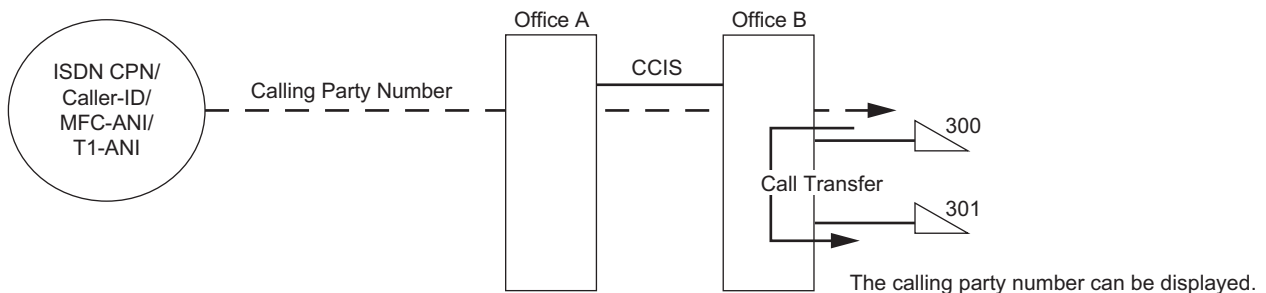 Office A
Office B
ISDN CPN/
Caller-ID/
MFC-ANI/
T1-ANI
Calling Party Number
CCIS
300
Call Transfer
301
The calling party number can be displayed.